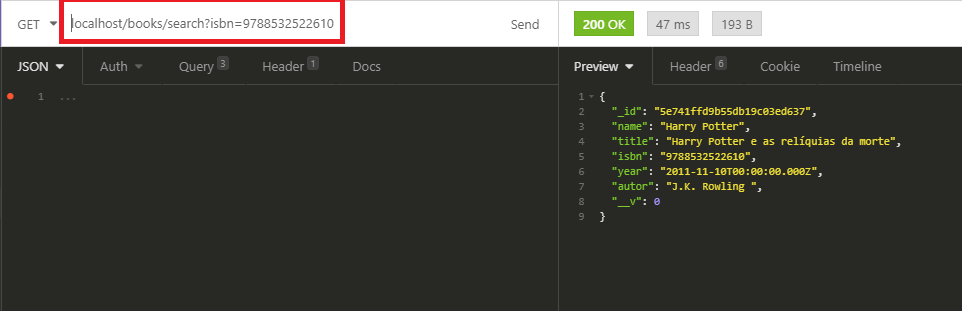 GET localhost/books/search?isbn=9788532522610 Send 200 OK 47 ms 193 B
JSON Auth Query 3 Header 1 Docs Preview Header 6 Cookie Timeline
1 ...
1 {
2 "_id": "5e741ffd9b55db19c03ed637",
3 "name": "Harry Potter",
4 "title": "Harry Potter e as relíquias da morte",
5 "isbn": "9788532522610",
6 "year": "2011-11-10T00:00:00.000Z",
7 "autor": "J.K. Rowling ",
8 "__v": 0
9 }